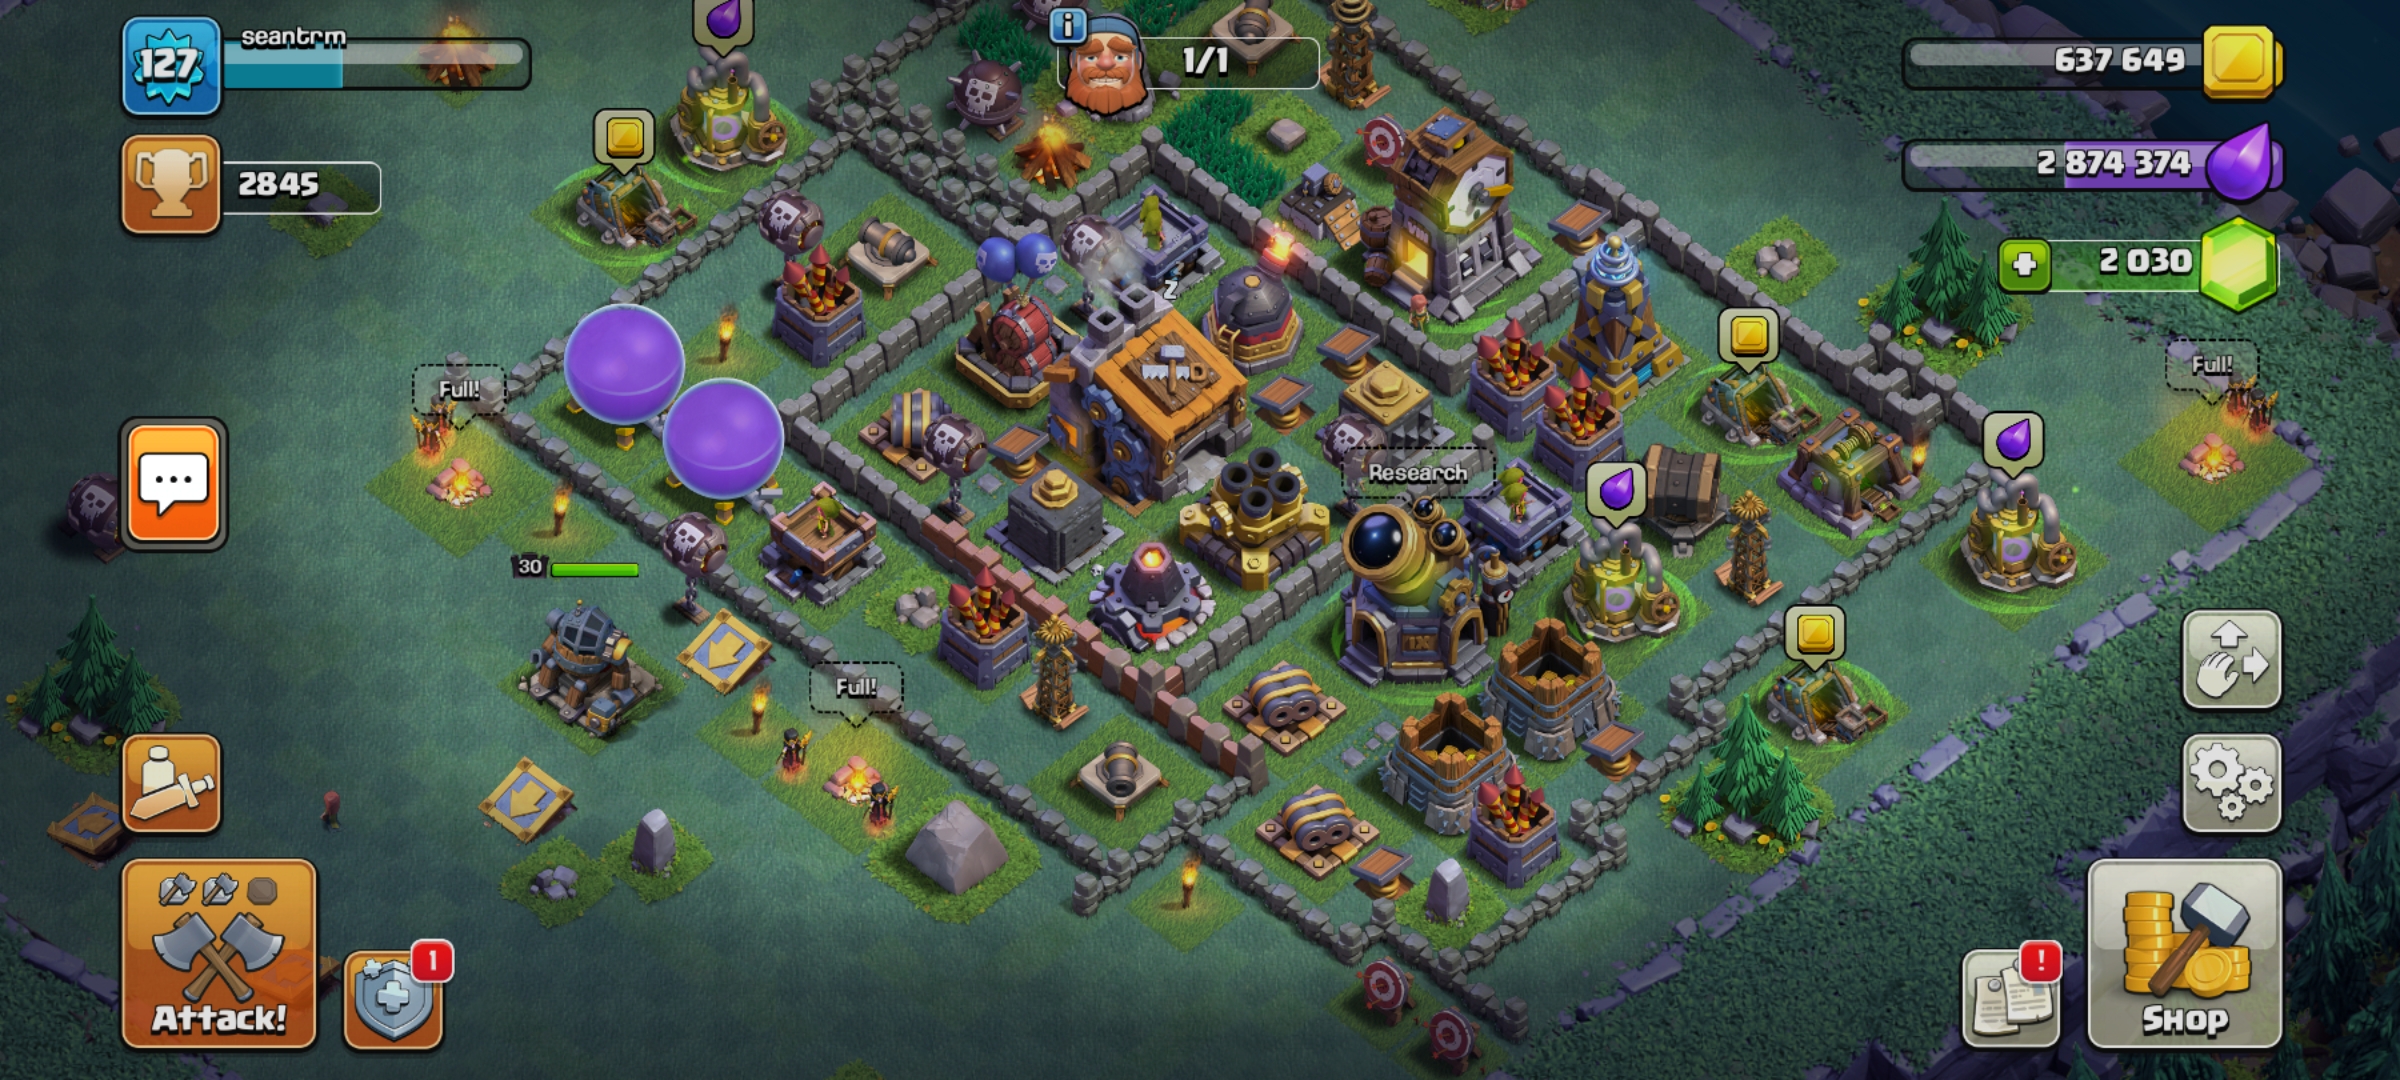 127
seantrm
1/1
637 649
2845
2 874 374
2 030
Full!
Full!
Research
30
Full!
1
Attack!
!
Shop